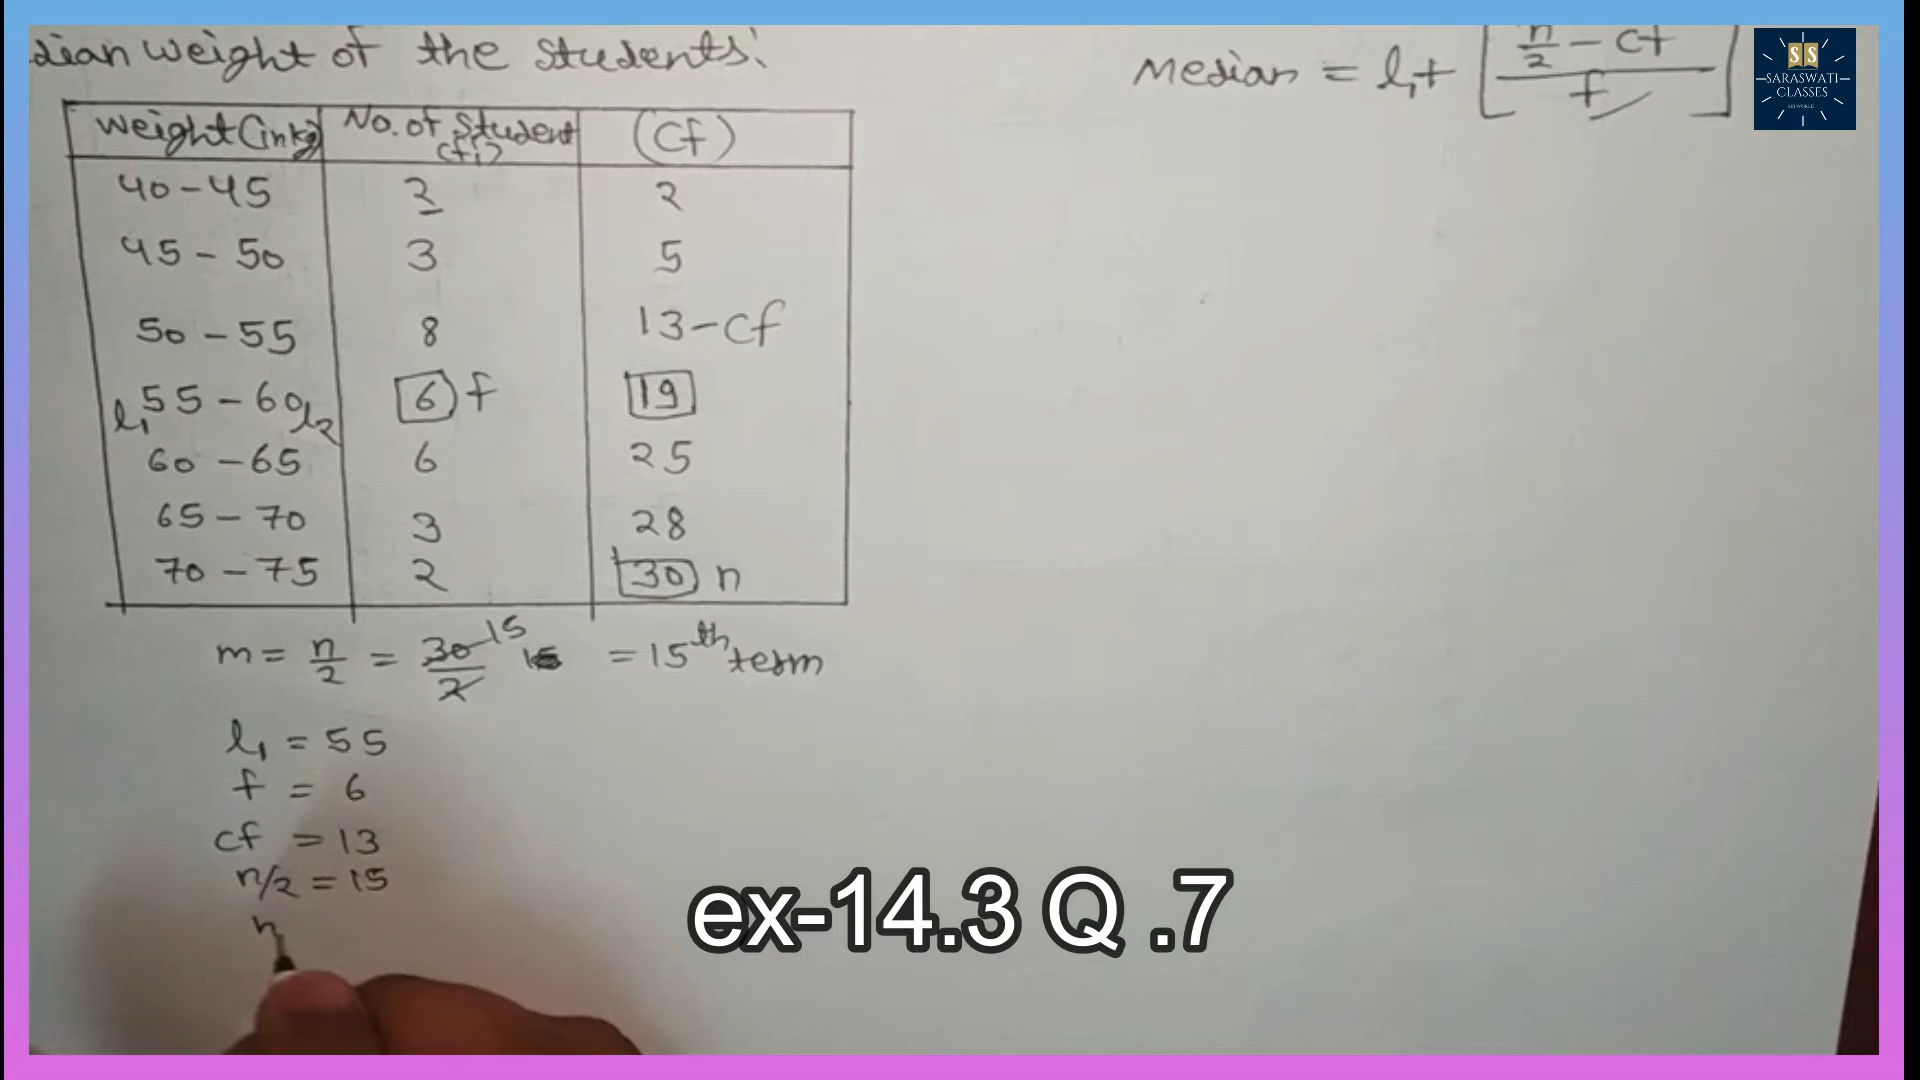 dian weight of the students.
Median = l₁ + [ n/2 - cf / f ]
SS
SARASWATI
CLASSES
Weight (in kg) No. of Student (fi) (Cf)
40-45 2 2
45-50 3 5
50-55 8 13-cf
l₁ 55-60 l₂ 6 f 19
60-65 6 25
65-70 3 28
70-75 2 30 n
m = n/2 = 30/2 15 = 15th term
l₁ = 55
f = 6
cf = 13
n/2 = 15
h
ex-14.3 Q .7